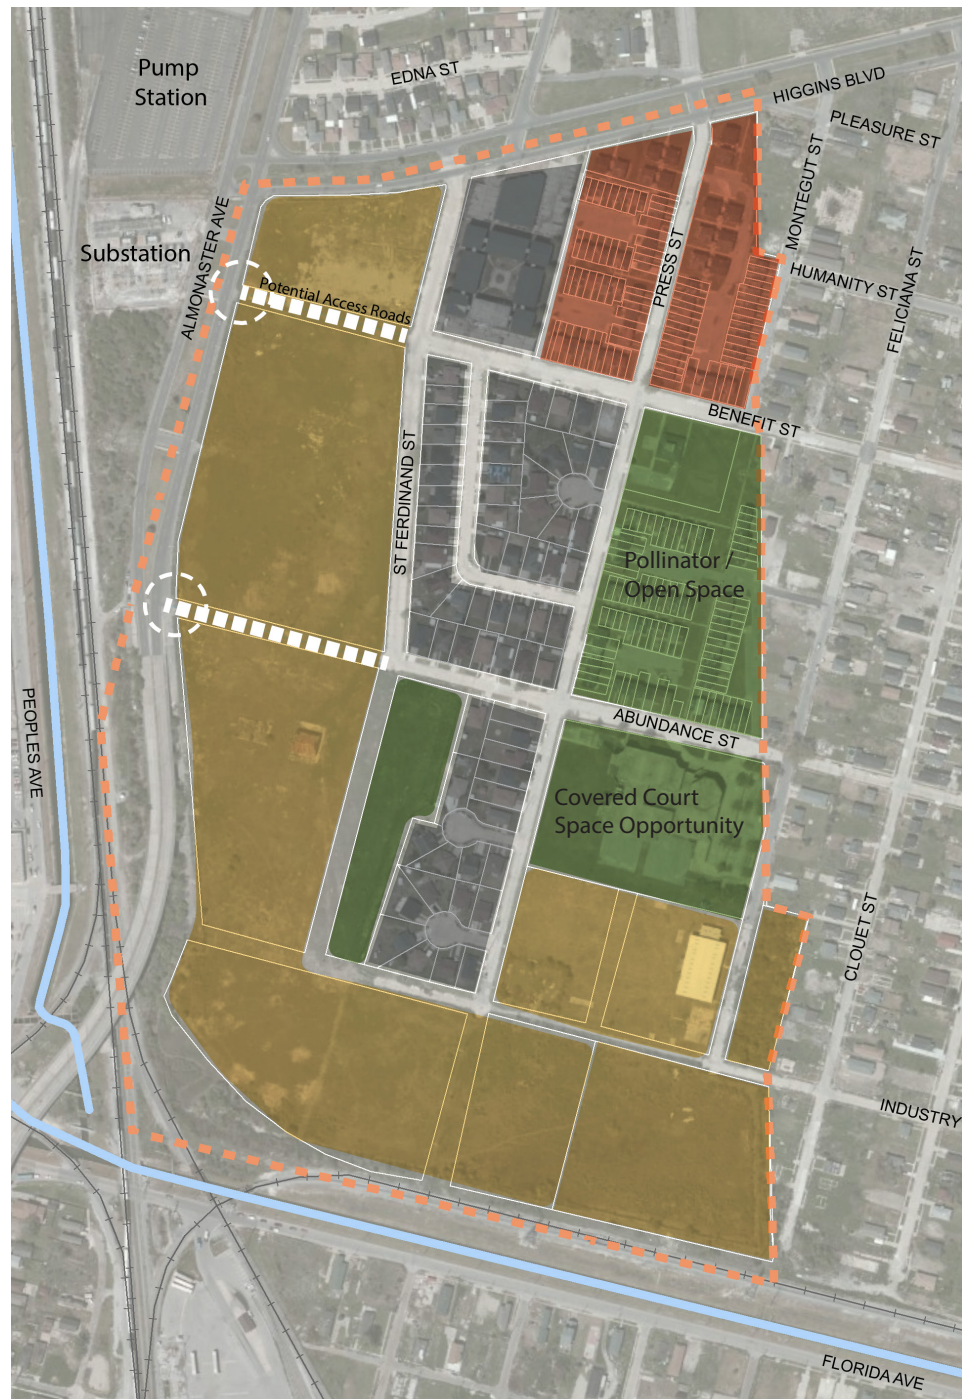 Pump
Station
EDNA ST
HIGGINS BLVD
PLEASURE ST
MONTEGUT ST
ALMONASTER AVE
Substation
PRESS ST
HUMANITY ST
FELICIANA ST
Potential Access Roads
BENEFIT ST
ST FERDINAND ST
Pollinator /
Open Space
PEOPLES AVE
ABUNDANCE ST
Covered Court
Space Opportunity
CLOUET ST
INDUSTRY
FLORIDA AVE